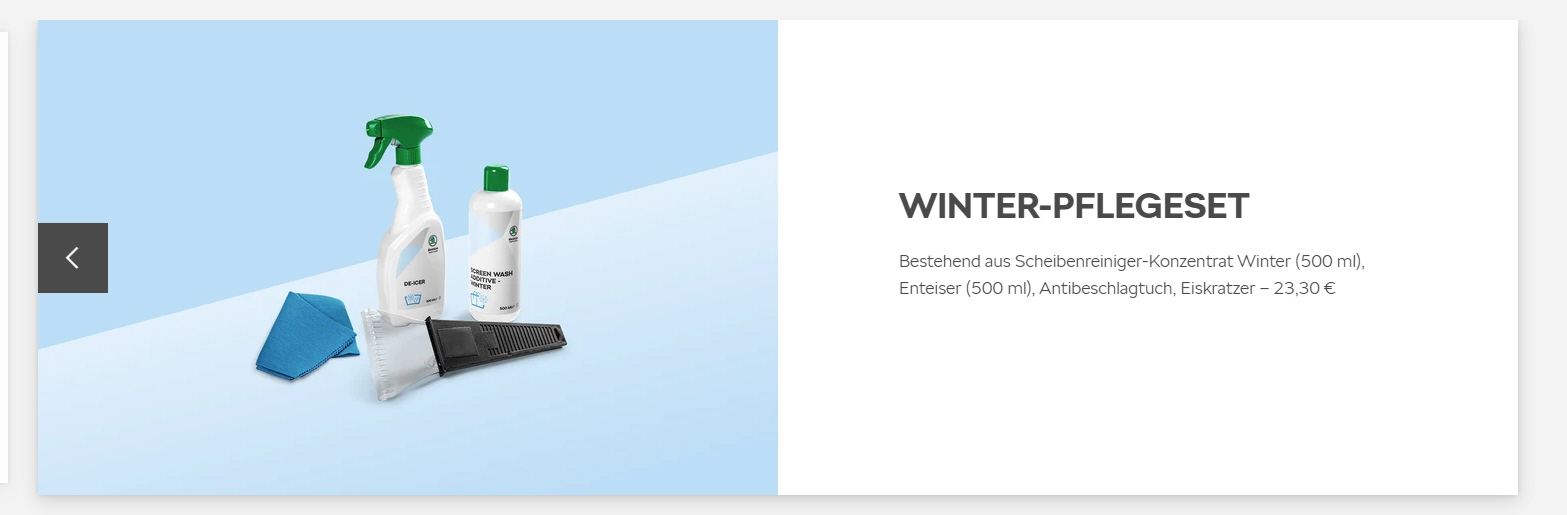 DE-ICER
SCREEN WASH
ADDITIVE -
WINTER
WINTER-PFLEGESET
Bestehend aus Scheibenreiniger-Konzentrat Winter (500 ml),
Enteiser (500 ml), Antibeschlagtuch, Eiskratzer – 23,30 €